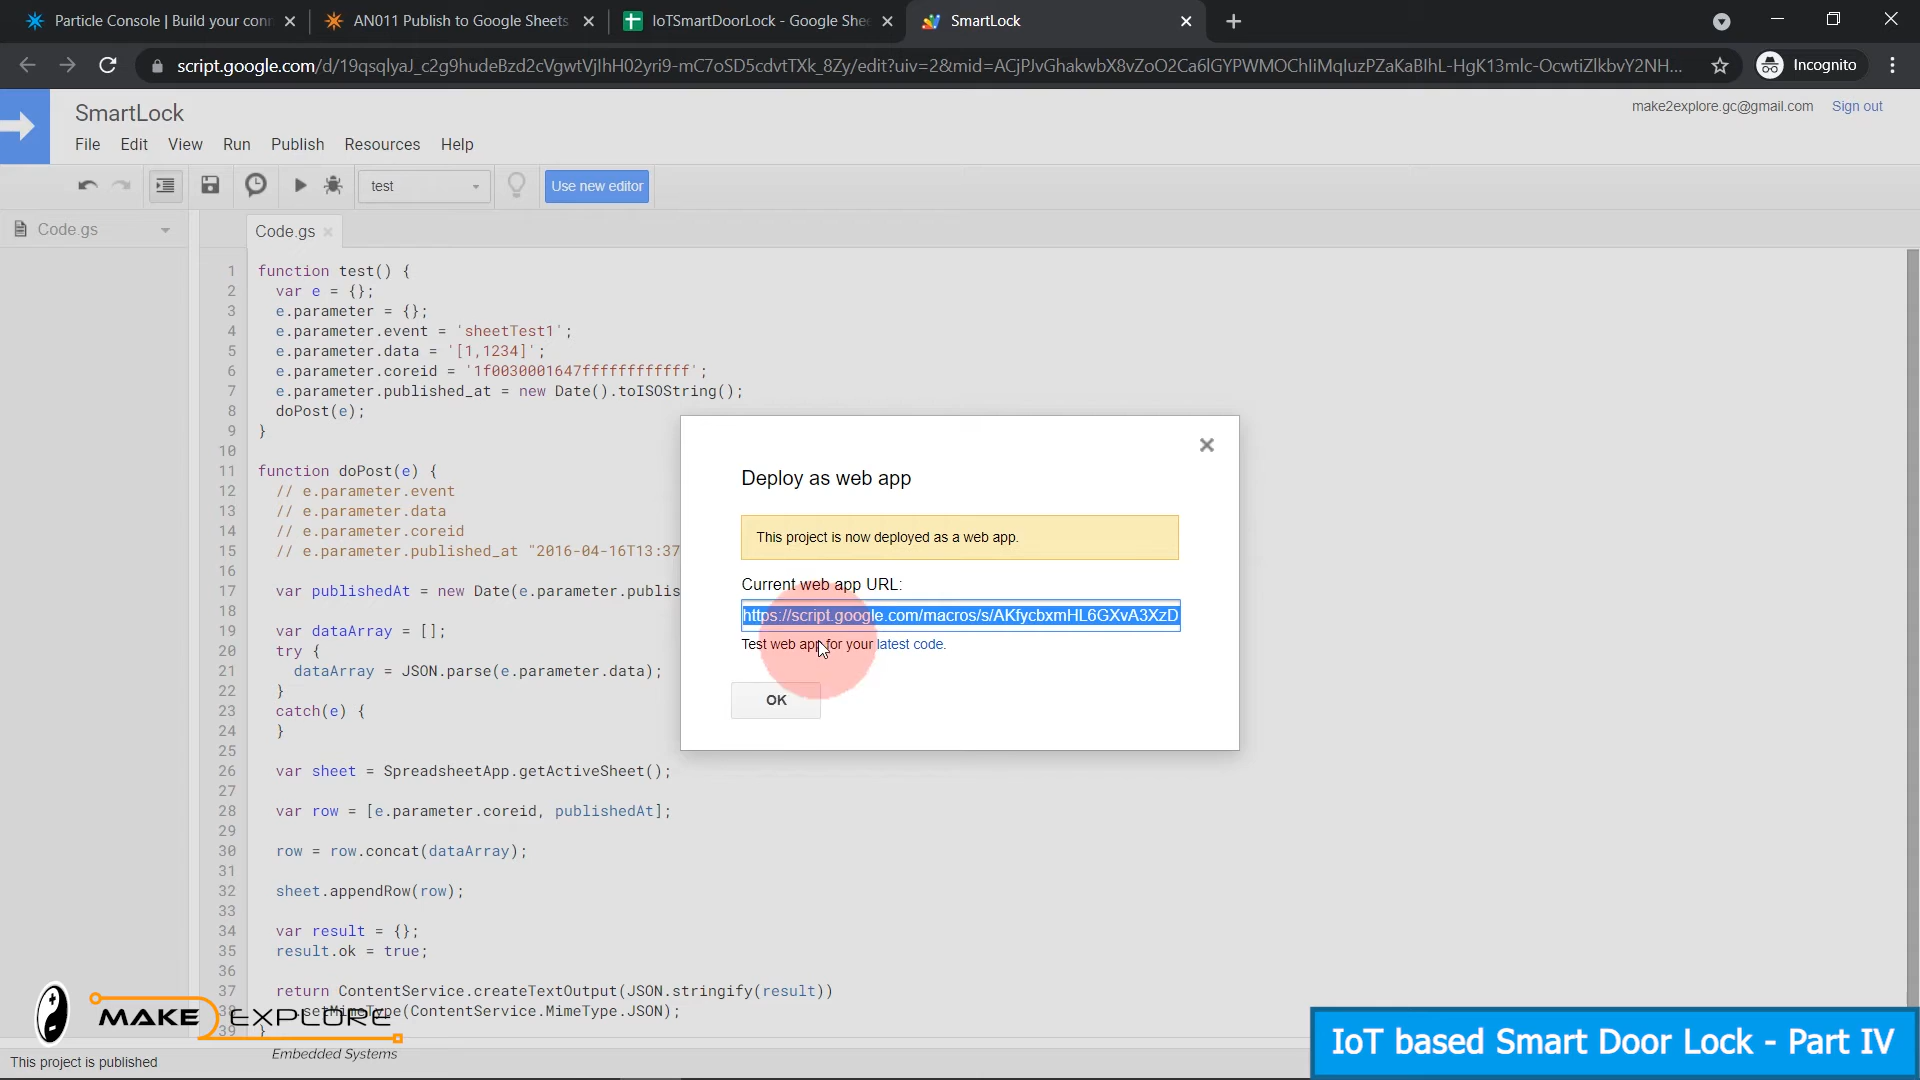 Particle Console | Build your con
AN011 Publish to Google Sheets
IoTSmartDoorLock - Google She
SmartLock
script.google.com/d/19qsqlyaJ_c2g9hudeBzd2cVgwtVjIhH02yri9-mC7oSD5cdvtTXk_8Zy/edit?uiv=2&mid=ACjPJvGhakwbX8vZoO2Ca6lGYPWMOChIiMqIuzPZaKaBIhL-HgK13mlc-OcwtiZlkbvY2NH...
Incognito
SmartLock
make2explore.gc@gmail.com Sign out
File Edit View Run Publish Resources Help
test
Use new editor
Code.gs
Code.gs
1 function test() {
2 var e = {};
3 e.parameter = {};
4 e.parameter.event = 'sheetTest1';
5 e.parameter.data = '[1,1234]';
6 e.parameter.coreid = '1f0030001647ffffffffffff';
7 e.parameter.published_at = new Date().toISOString();
8 doPost(e);
9 }
10
11 function doPost(e) {
12 // e.parameter.event
13 // e.parameter.data
14 // e.parameter.coreid
15 // e.parameter.published_at "2016-04-16T13:37
16
17 var publishedAt = new Date(e.parameter.publis
18
19 var dataArray = [];
20 try {
21 dataArray = JSON.parse(e.parameter.data);
22 }
23 catch(e) {
24 }
25
26 var sheet = SpreadsheetApp.getActiveSheet();
27
28 var row = [e.parameter.coreid, publishedAt];
29
30 row = row.concat(dataArray);
31
32 sheet.appendRow(row);
33
34 var result = {};
35 result.ok = true;
36
37 return ContentService.createTextOutput(JSON.stringify(result))
38 .setMimeType(ContentService.MimeType.JSON);
39 }
Deploy as web app
This project is now deployed as a web app.
Current web app URL:
https://script.google.com/macros/s/AKfycbxmHL6GXvA3XzD
Test web app for your latest code.
OK
MAKE EXPLORE
Embedded Systems
This project is published
IoT based Smart Door Lock - Part IV